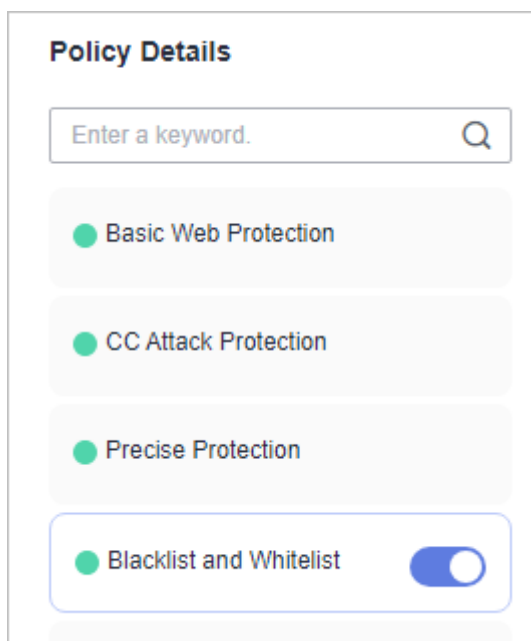 Policy Details
Enter a keyword.
Basic Web Protection
CC Attack Protection
Precise Protection
Blacklist and Whitelist